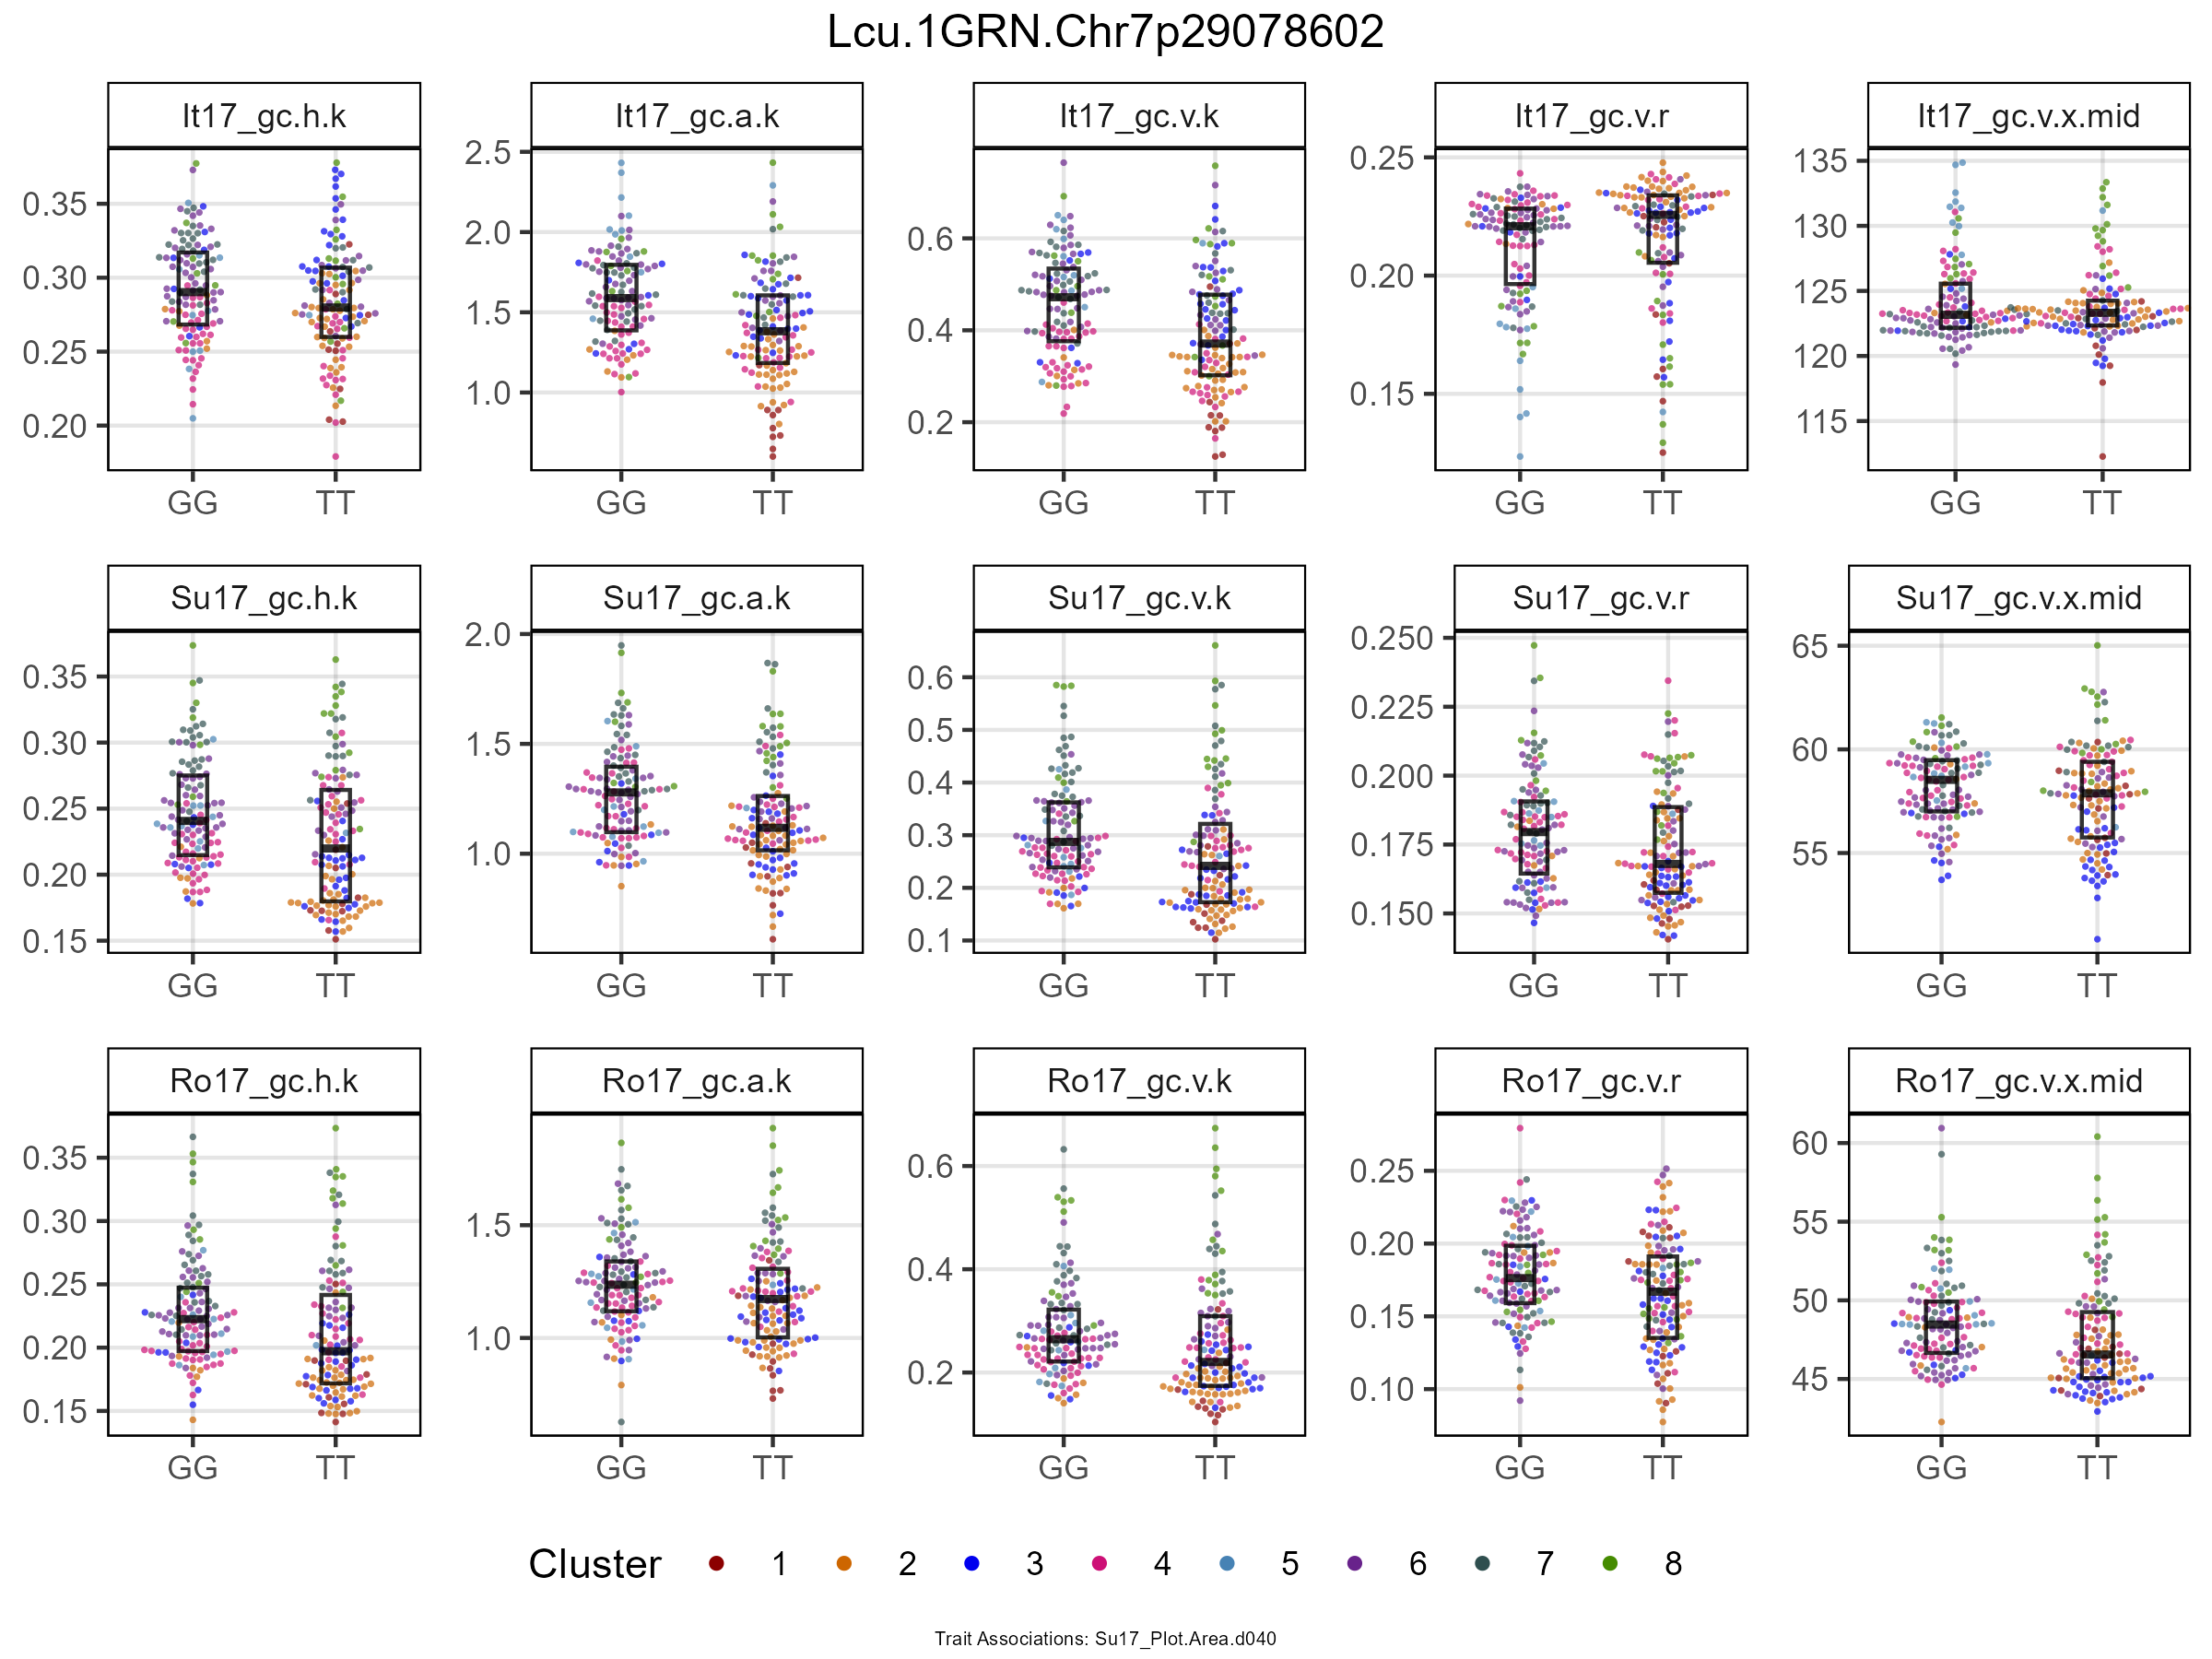 Lcu.1GRN.Chr7p29078602
It17_gc.h.k It17_gc.a.k It17_gc.v.k It17_gc.v.r It17_gc.v.x.mid
0.35 0.30 0.25 0.20
2.5 2.0 1.5 1.0
0.6 0.4 0.2
0.25 0.20 0.15
135 130 125 120 115
GG TT GG TT GG TT GG TT GG TT
Su17_gc.h.k Su17_gc.a.k Su17_gc.v.k Su17_gc.v.r Su17_gc.v.x.mid
0.35 0.30 0.25 0.20 0.15
2.0 1.5 1.0
0.6 0.5 0.4 0.3 0.2 0.1
0.250 0.225 0.200 0.175 0.150
65 60 55
GG TT GG TT GG TT GG TT GG TT
Ro17_gc.h.k Ro17_gc.a.k Ro17_gc.v.k Ro17_gc.v.r Ro17_gc.v.x.mid
0.35 0.30 0.25 0.20 0.15
1.5 1.0
0.6 0.4 0.2
0.25 0.20 0.15 0.10
60 55 50 45
GG TT GG TT GG TT GG TT GG TT
Cluster 1 2 3 4 5 6 7 8
Trait Associations: Su17_Plot.Area.d040